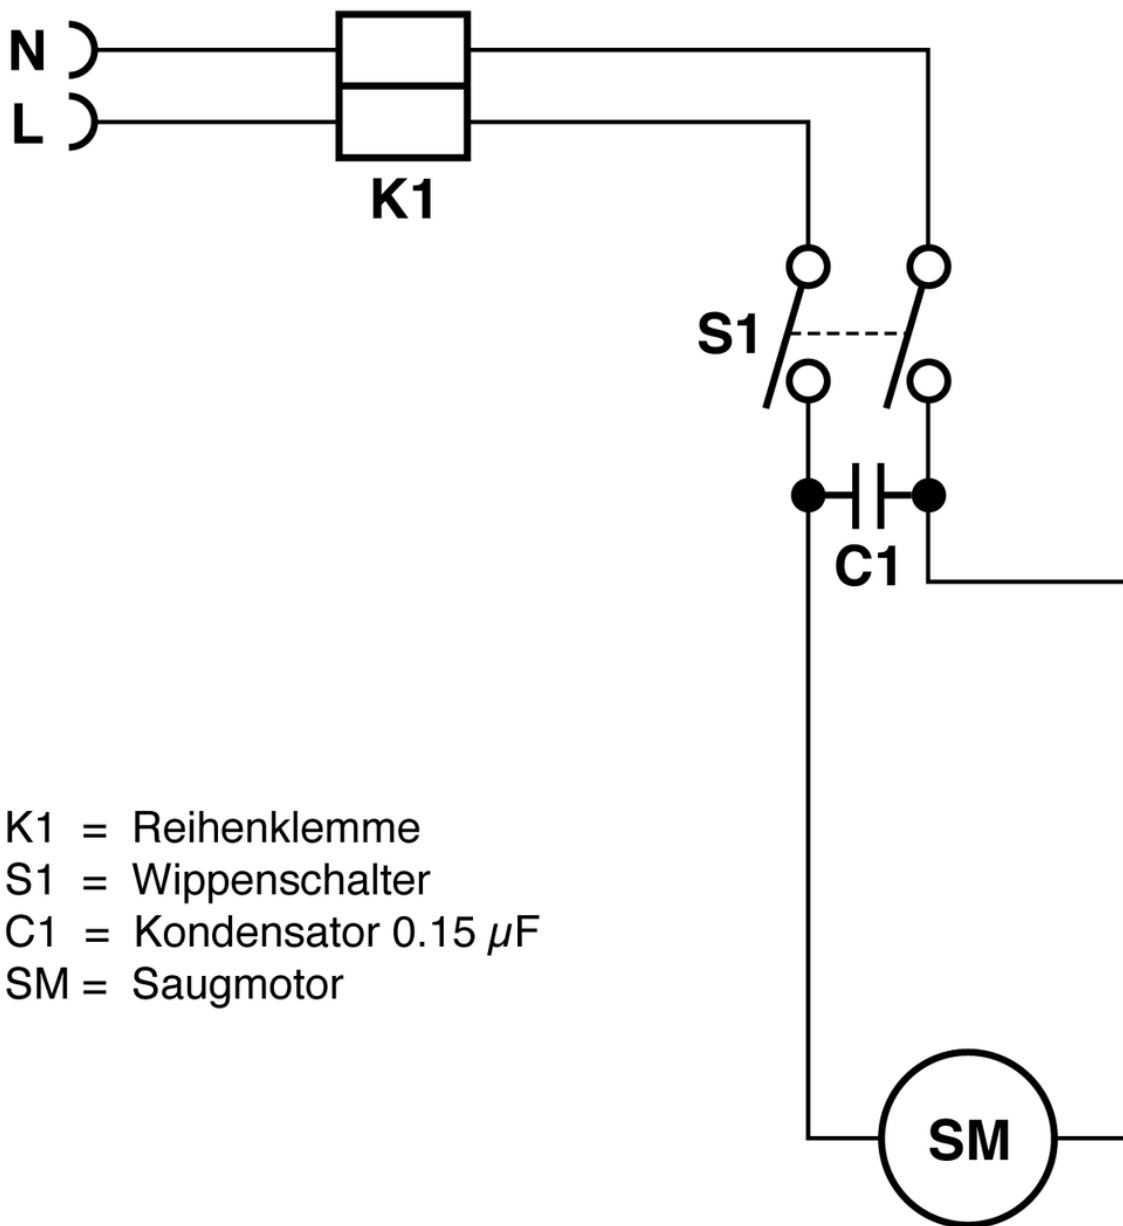 N
L
K1
S1
C1
K1 = Reihenklemme
S1 = Wippenschalter
C1 = Kondensator 0.15 µF
SM = Saugmotor
SM